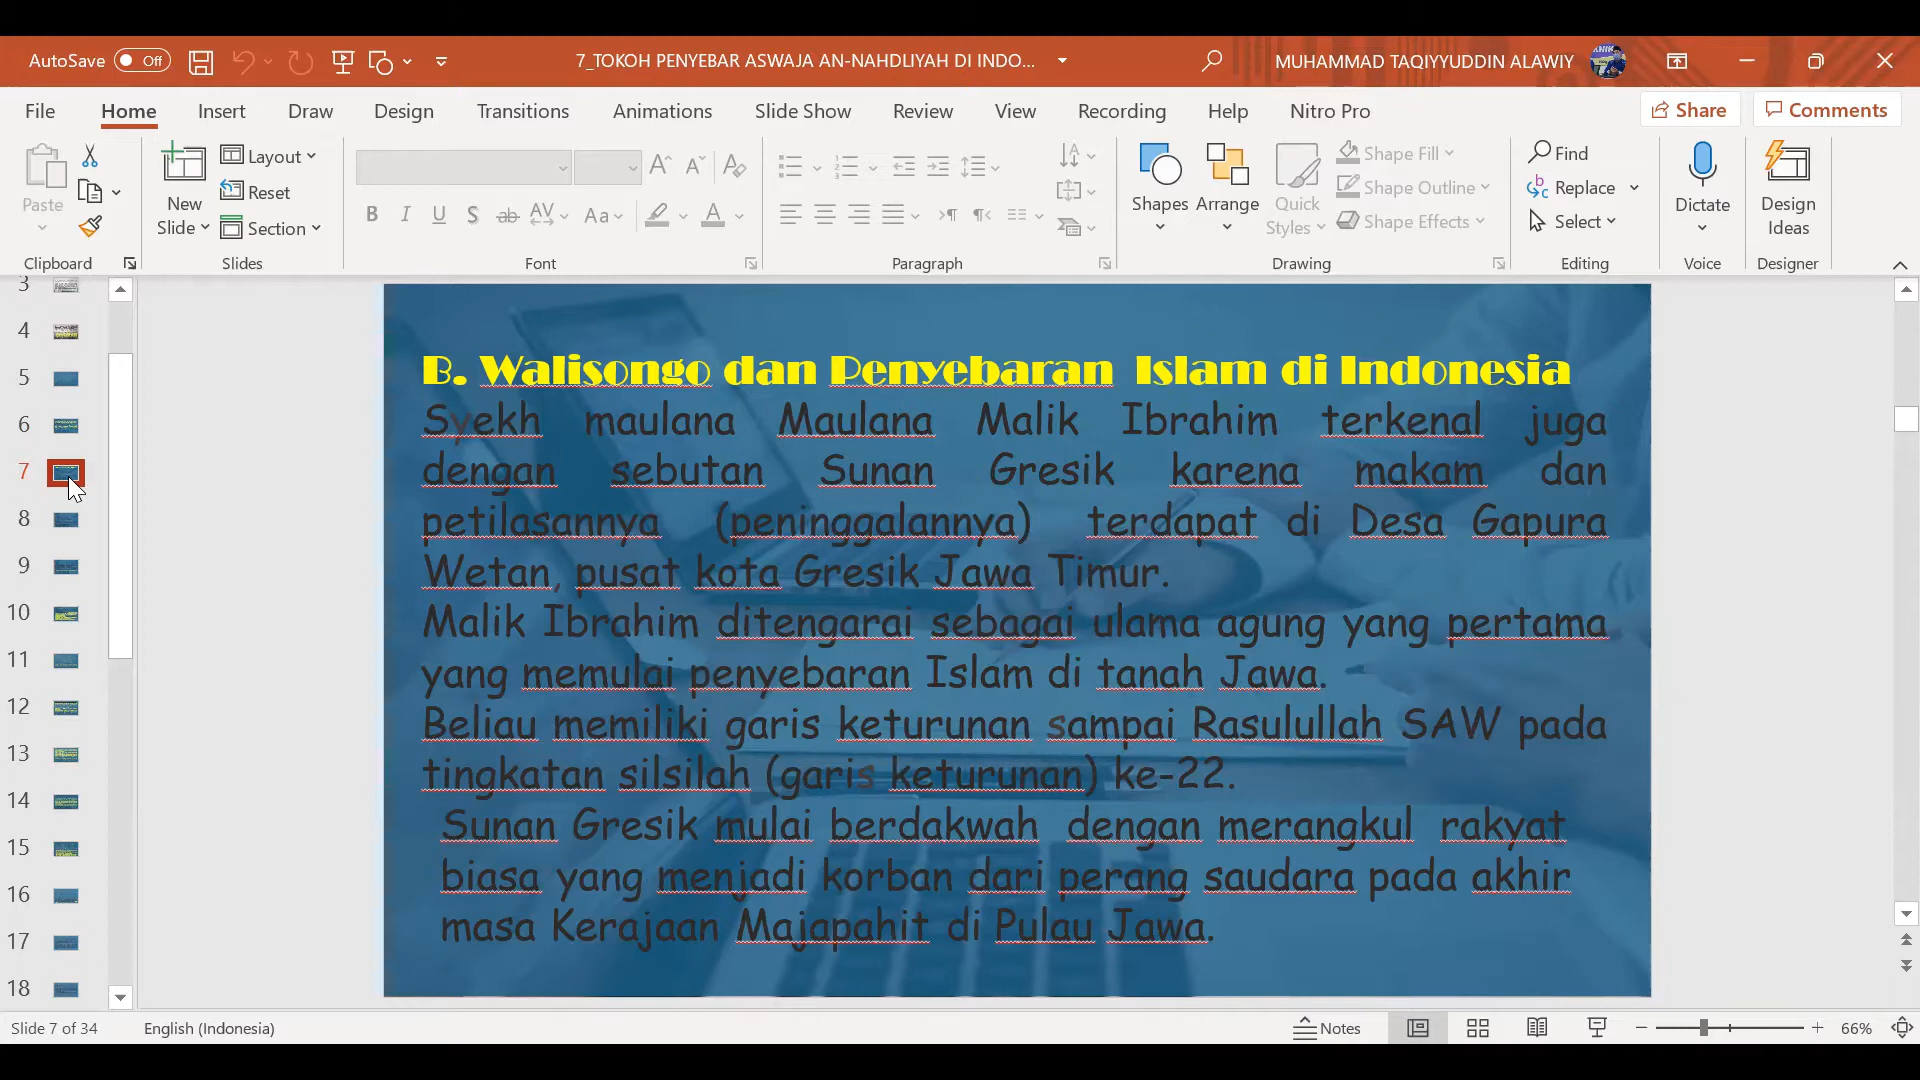 AutoSave Off 7_TOKOH PENYEBAR ASWAJA AN-NAHDLIYAH DI INDO... MUHAMMAD TAQIYYUDDIN ALAWIY
File Home Insert Draw Design Transitions Animations Slide Show Review View Recording Help Nitro Pro Share Comments
Paste
New Slide
Layout
Reset
Section
Shapes Arrange Quick Styles
Shape Fill
Shape Outline
Shape Effects
Find
Replace
Select
Dictate
Design Ideas
Clipboard Slides Font Paragraph Drawing Editing Voice Designer
3
4
5
6
7
8
9
10
11
12
13
14
15
16
17
18
B. Walisongo dan Penyebaran Islam di Indonesia
Syekh maulana Maulana Malik Ibrahim terkenal juga
dengan sebutan Sunan Gresik karena makam dan
petilasannya (peninggalannya) terdapat di Desa Gapura
Wetan, pusat kota Gresik Jawa Timur.
Malik Ibrahim ditengarai sebagai ulama agung yang pertama
yang memulai penyebaran Islam di tanah Jawa.
Beliau memiliki garis keturunan sampai Rasulullah SAW pada
tingkatan silsilah (garis keturunan) ke-22.
Sunan Gresik mulai berdakwah dengan merangkul rakyat
biasa yang menjadi korban dari perang saudara pada akhir
masa Kerajaan Majapahit di Pulau Jawa.
Slide 7 of 34 English (Indonesia) Notes 66%